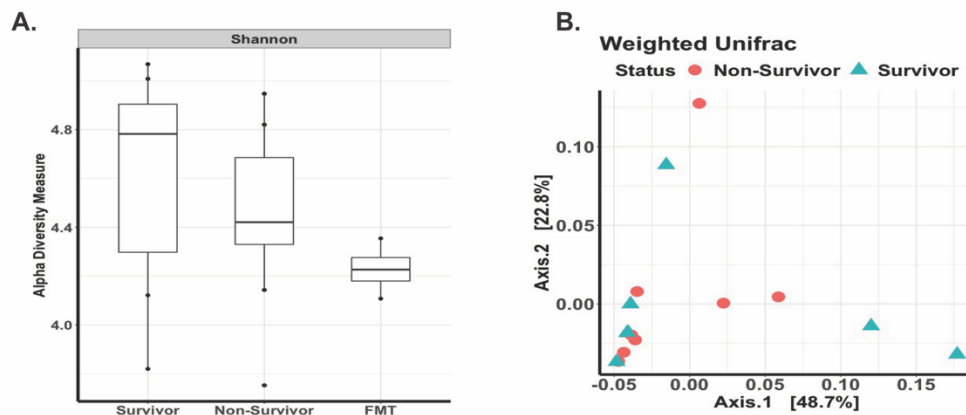 A.
Shannon
Alpha Diversity Measure
4.8
4.4
4.0
Survivor Non-Survivor FMT
B.
Weighted Unifrac
Status Non-Survivor Survivor
Axis.2 [22.8%]
0.10
0.05
0.00
-0.05 0.00 0.05 0.10 0.15
Axis.1 [48.7%]